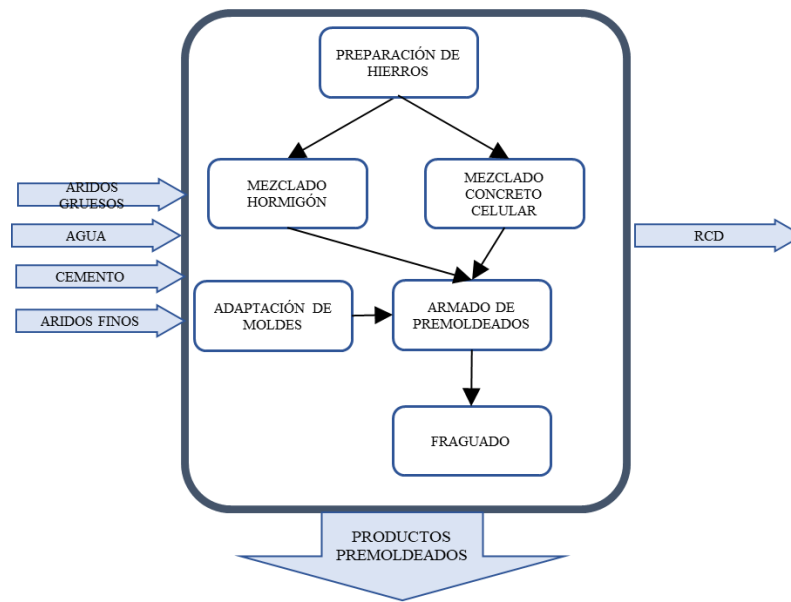 PREPARACIÓN DE
HIERROS
MEZCLADO
HORMIGÓN
MEZCLADO
CONCRETO
CELULAR
ARIDOS
GRUESOS
AGUA
CEMENTO
ARIDOS FINOS
RCD
ADAPTACIÓN DE
MOLDES
ARMADO DE
PREMOLDEADOS
FRAGUADO
PRODUCTOS
PREMOLDEADOS